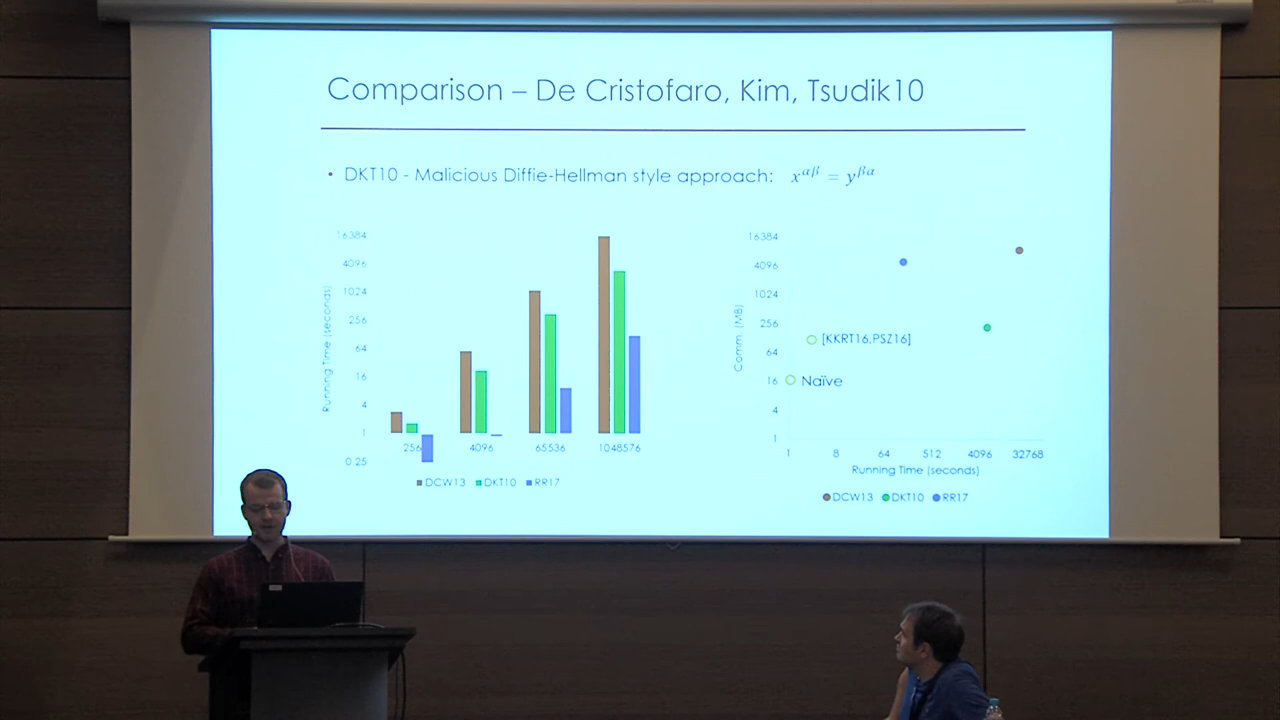 Comparison – De Cristofaro, Kim, Tsudik10
• DKT10 - Malicious Diffie-Hellman style approach: x^{αβ} = y^{βα}
Running Time (seconds)
16384
4096
1024
256
64
16
4
1
0.25
256
4096
65536
1048576
DCW13 DKT10 RR17
Comm. (MB)
16384
4096
1024
256
64
16
4
1
[KKRT16,PSZ16]
Naïve
1 8 64 512 4096 32768
Running Time (seconds)
DCW13 DKT10 RR17